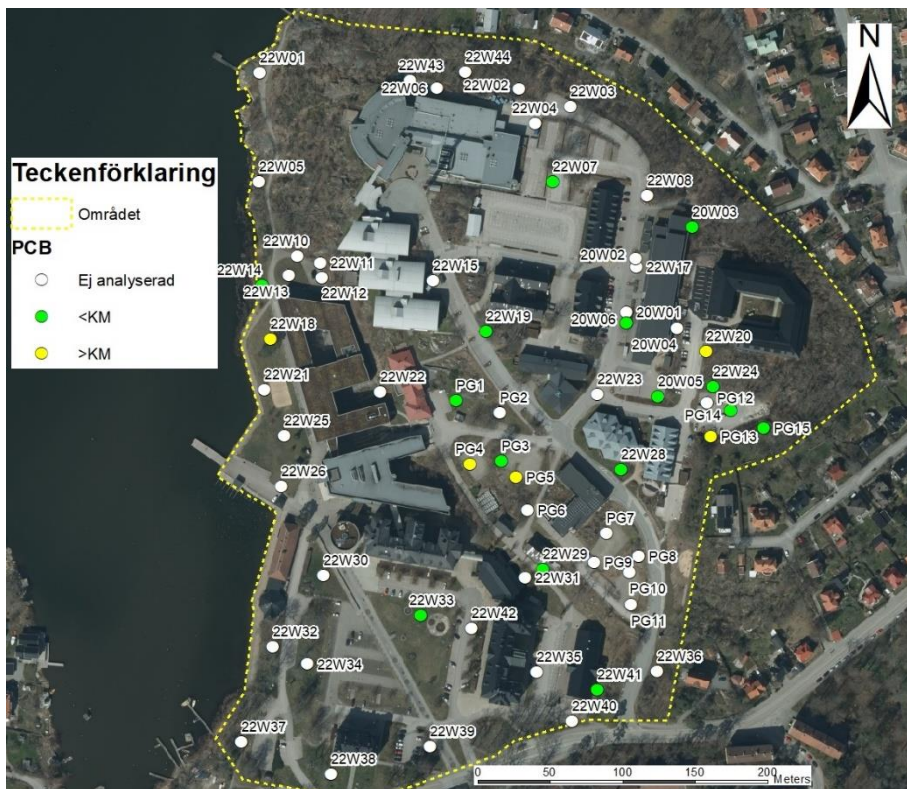 22W01
22W43
22W44
22W06
22W02
22W03
22W04
N
Teckenförklaring
Området
PCB
Ej analyserad
<KM
>KM
22W05
22W07
22W08
20W03
22W10
22W11
20W02
22W17
22W14
22W13
22W12
22W15
20W01
20W06
22W18
22W19
20W04
22W20
22W21
22W22
22W23
20W05
22W24
PG1
PG2
PG12
PG14
22W25
PG13
PG15
PG4
PG3
22W28
22W26
PG5
PG6
PG7
22W29
PG9
PG8
22W30
22W31
PG10
22W33
PG11
22W42
22W32
22W34
22W35
22W36
22W41
22W37
22W40
22W39
22W38
0 50 100 150 200
Meters